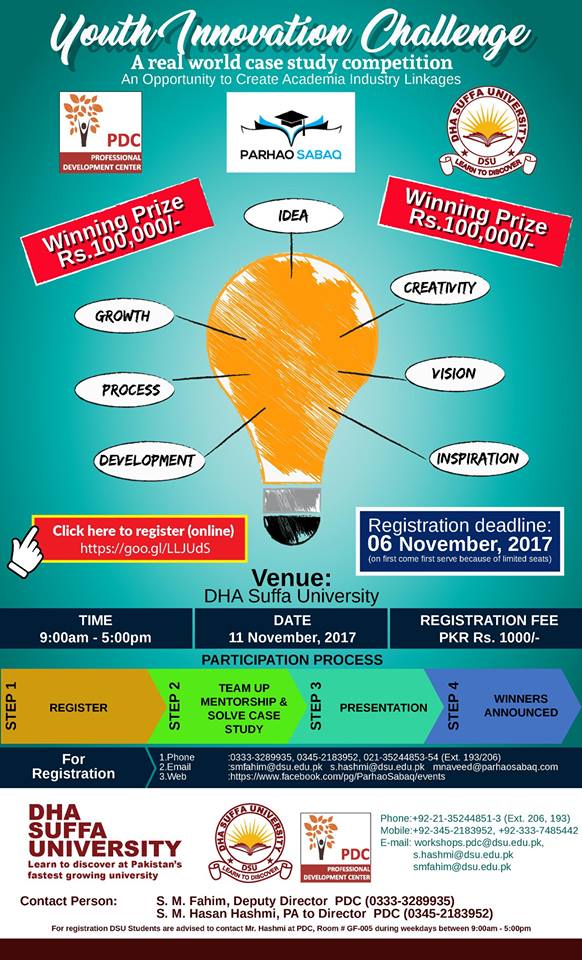 Youth Innovation Challenge
A real world case study competition
An Opportunity to Create Academia Industry Linkages
PDC
PROFESSIONAL
DEVELOPMENT CENTER
PARHAO SABAQ
DHA SUFFA UNIVERSITY
DSU
LEARN TO DISCOVER
Winning Prize
Rs.100,000/-
Winning Prize
Rs.100,000/-
IDEA
CREATIVITY
GROWTH
VISION
PROCESS
DEVELOPMENT
INSPIRATION
Click here to register (online)
https://goo.gl/LLJUdS
Registration deadline:
06 November, 2017
(on first come first serve because of limited seats)
Venue:
DHA Suffa University
TIME
9:00am - 5:00pm
DATE
11 November, 2017
REGISTRATION FEE
PKR Rs. 1000/-
PARTICIPATION PROCESS
STEP 1
REGISTER
STEP 2
TEAM UP
MENTORSHIP &
SOLVE CASE
STUDY
STEP 3
PRESENTATION
STEP 4
WINNERS
ANNOUNCED
For
Registration
1.Phone :0333-3289935, 0345-2183952, 021-35244853-54 (Ext. 193/206)
2.Email :smfahim@dsu.edu.pk s.hashmi@dsu.edu.pk mnaveed@parhaosabaq.com
3.Web :https://www.facebook.com/pg/ParhaoSabaq/events
DHA
SUFFA
UNIVERSITY
Learn to discover at Pakistan's
fastest growing university
DHA SUFFA UNIVERSITY
DSU
LEARN TO DISCOVER
PDC
PROFESSIONAL
DEVELOPMENT CENTER
Phone:+92-21-35244851-3 (Ext. 206, 193)
Mobile:+92-345-2183952, +92-333-7485442
E-mail: workshops.pdc@dsu.edu.pk,
s.hashmi@dsu.edu.pk
smfahim@dsu.edu.pk
Contact Person: S. M. Fahim, Deputy Director PDC (0333-3289935)
S. M. Hasan Hashmi, PA to Director PDC (0345-2183952)
For registration DSU Students are advised to contact Mr. Hashmi at PDC, Room # GF-005 during weekdays between 9:00am - 5:00pm